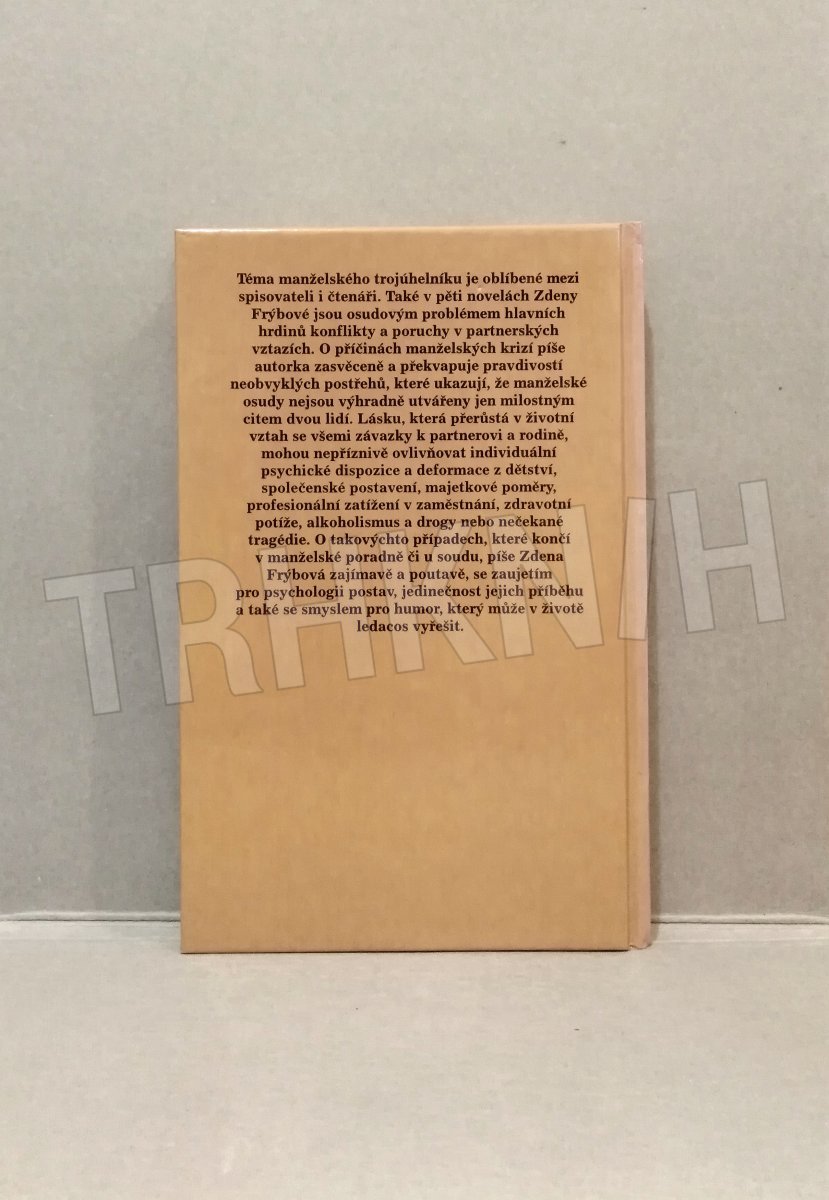 Téma manželského trojúhelníku je oblíbené mezi
spisovateli i čtenáři. Také v pěti novelách Zdeny
Frýbové jsou osudovým problémem hlavních
hrdinů konflikty a poruchy v partnerských
vztazích. O příčinách manželských krizí píše
autorka zasvěceně a překvapuje pravdivostí
neobvyklých postřehů, které ukazují, že manželské
osudy nejsou výhradně utvářeny jen milostným
citem dvou lidí. Lásku, která přerůstá v životní
vztah se všemi závazky k partnerovi a rodině,
mohou nepříznivě ovlivňovat individuální
psychické dispozice a deformace z dětství,
společenské postavení, majetkové poměry,
profesionální zatížení v zaměstnání, zdravotní
potíže, alkoholismus a drogy nebo nečekané
tragédie. O takovýchto případech, které končí
v manželské poradně či u soudu, píše Zdena
Frýbová zajímavě a poutavě, se zaujetím
pro psychologii postav, jedinečnost jejich příběhu
a také se smyslem pro humor, který může v životě
ledacos vyřešit.
TRHKNIH